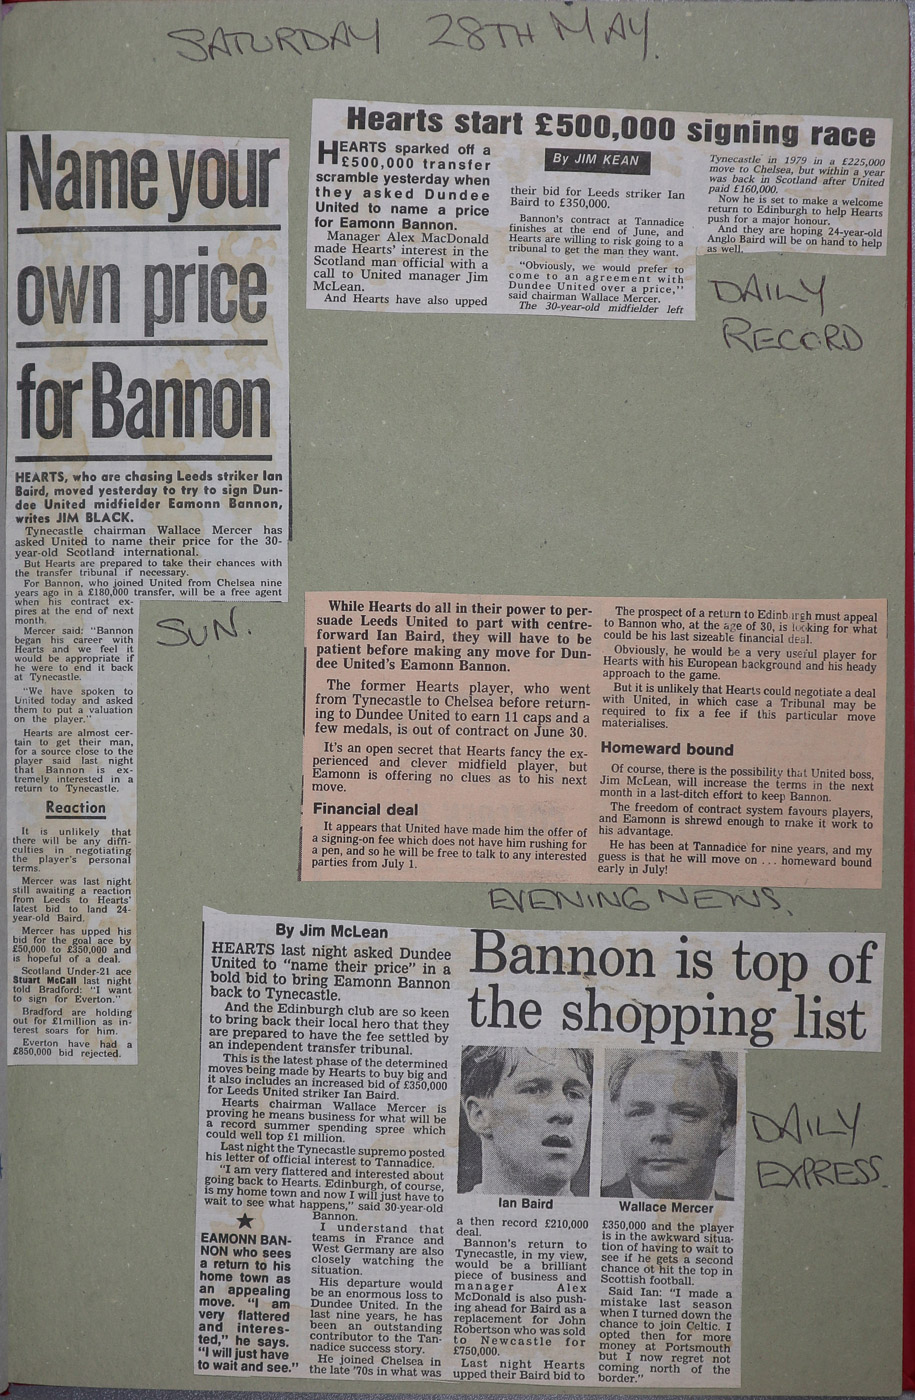 SATURDAY 28TH MAY.
Name your
own price
for Bannon
HEARTS, who are chasing Leeds striker Ian
Baird, moved yesterday to try to sign Dun-
dee United midfielder Eamonn Bannon,
writes JIM BLACK.
Tynecastle chairman Wallace Mercer has
asked United to name their price for the 30-
year-old Scotland international.
But Hearts are prepared to take their chances with
the transfer tribunal if necessary.
For Bannon, who joined United from Chelsea nine
years ago in a £180,000 transfer, will be a free agent
when his contract ex-
pires at the end of next
month.
Mercer said: "Bannon
began his career with
Hearts and we feel it
would be appropriate if
he were to end it back
at Tynecastle.
"We have spoken to
United today and asked
them to put a valuation
on the player."
Hearts are almost cer-
tain to get their man,
for a source close to the
player said last night
that Bannon is ex-
tremely interested in a
return to Tynecastle.
Reaction
It is unlikely that
there will be any diffi-
culties in negotiating
the player's personal
terms.
Mercer was last night
still awaiting a reaction
from Leeds to Hearts'
latest bid to land 24-
year-old Baird.
Mercer has upped his
bid for the goal ace by
£50,000 to £350,000 and
is hopeful of a deal.
Scotland Under-21 ace
Stuart McCall last night
told Bradford: "I want
to sign for Everton."
Bradford are holding
out for £1million as in-
terest soars for him.
Everton have had a
£850,000 bid rejected.
SUN.
Hearts start £500,000 signing race
HEARTS sparked off a
£500,000 transfer
scramble yesterday when
they asked Dundee
United to name a price
for Eamonn Bannon.
Manager Alex MacDonald
made Hearts' interest in the
Scotland man official with a
call to United manager Jim
McLean.
And Hearts have also upped
By JIM KEAN
their bid for Leeds striker Ian
Baird to £350,000.
Bannon's contract at Tannadice
finishes at the end of June, and
Hearts are willing to risk going to a
tribunal to get the man they want.
"Obviously, we would prefer to
come to an agreement with
Dundee United over a price,"
said chairman Wallace Mercer.
The 30-year-old midfielder left
Tynecastle in 1979 in a £225,000
move to Chelsea, but within a year
was back in Scotland after United
paid £160,000.
Now he is set to make a welcome
return to Edinburgh to help Hearts
push for a major honour.
And they are hoping 24-year-old
Anglo Baird will be on hand to help
as well.
DAILY
RECORD
While Hearts do all in their power to per-
suade Leeds United to part with centre-
forward Ian Baird, they will have to be
patient before making any move for Dun-
dee United's Eamonn Bannon.
The former Hearts player, who went
from Tynecastle to Chelsea before return-
ing to Dundee United to earn 11 caps and a
few medals, is out of contract on June 30.
It's an open secret that Hearts fancy the ex-
perienced and clever midfield player, but
Eamonn is offering no clues as to his next
move.
Financial deal
It appears that United have made him the offer of
a signing-on fee which does not have him rushing for
a pen, and so he will be free to talk to any interested
parties from July 1.
The prospect of a return to Edinburgh must appeal
to Bannon who, at the age of 30, is looking for what
could be his last sizeable financial deal.
Obviously, he would be a very useful player for
Hearts with his European background and his heady
approach to the game.
But it is unlikely that Hearts could negotiate a deal
with United, in which case a Tribunal may be
required to fix a fee if this particular move
materialises.
Homeward bound
Of course, there is the possibility that United boss,
Jim McLean, will increase the terms in the next
month in a last-ditch effort to keep Bannon.
The freedom of contract system favours players,
and Eamonn is shrewd enough to make it work to
his advantage.
He has been at Tannadice for nine years, and my
guess is that he will move on . . . homeward bound
early in July!
EVENING NEWS.
By Jim McLean
HEARTS last night asked Dundee
United to "name their price" in a
bold bid to bring Eamonn Bannon
back to Tynecastle.
And the Edinburgh club are so keen
to bring back their local hero that they
are prepared to have the fee settled by
an independent transfer tribunal.
This is the latest phase of the determined
moves being made by Hearts to buy big and
it also includes an increased bid of £350,000
for Leeds United striker Ian Baird.
Hearts chairman Wallace Mercer is
proving he means business for what will be
a record summer spending spree which
could well top £1 million.
Last night the Tynecastle supremo posted
his letter of official interest to Tannadice.
"I am very flattered and interested about
going back to Hearts. Edinburgh, of course,
is my home town and now I will just have to
wait to see what happens," said 30-year-old
Bannon.
★
EAMONN BAN-
NON who sees
a return to his
home town as
an appealing
move. "I am
very flattered
and interes-
ted," he says.
"I will just have
to wait and see."
I understand that
teams in France and
West Germany are also
closely watching the
situation.
His departure would
be an enormous loss to
Dundee United. In the
last nine years, he has
been an outstanding
contributor to the Tan-
nadice success story.
He joined Chelsea in
the late '70s in what was
Bannon is top of
the shopping list
Ian Baird
Wallace Mercer
a then record £210,000
deal.
Bannon's return to
Tynecastle, in my view,
would be a brilliant
piece of business and
manager Alex
McDonald is also push-
ing ahead for Baird as a
replacement for John
Robertson who was sold
to Newcastle for
£750,000.
Last night Hearts
upped their Baird bid to
£350,000 and the player
is in the awkward situa-
tion of having to wait to
see if he gets a second
chance ot hit the top in
Scottish football.
Said Ian: "I made a
mistake last season
when I turned down the
chance to join Celtic. I
opted then for more
money at Portsmouth
but I now regret not
coming north of the
border."
DAILY
EXPRESS.